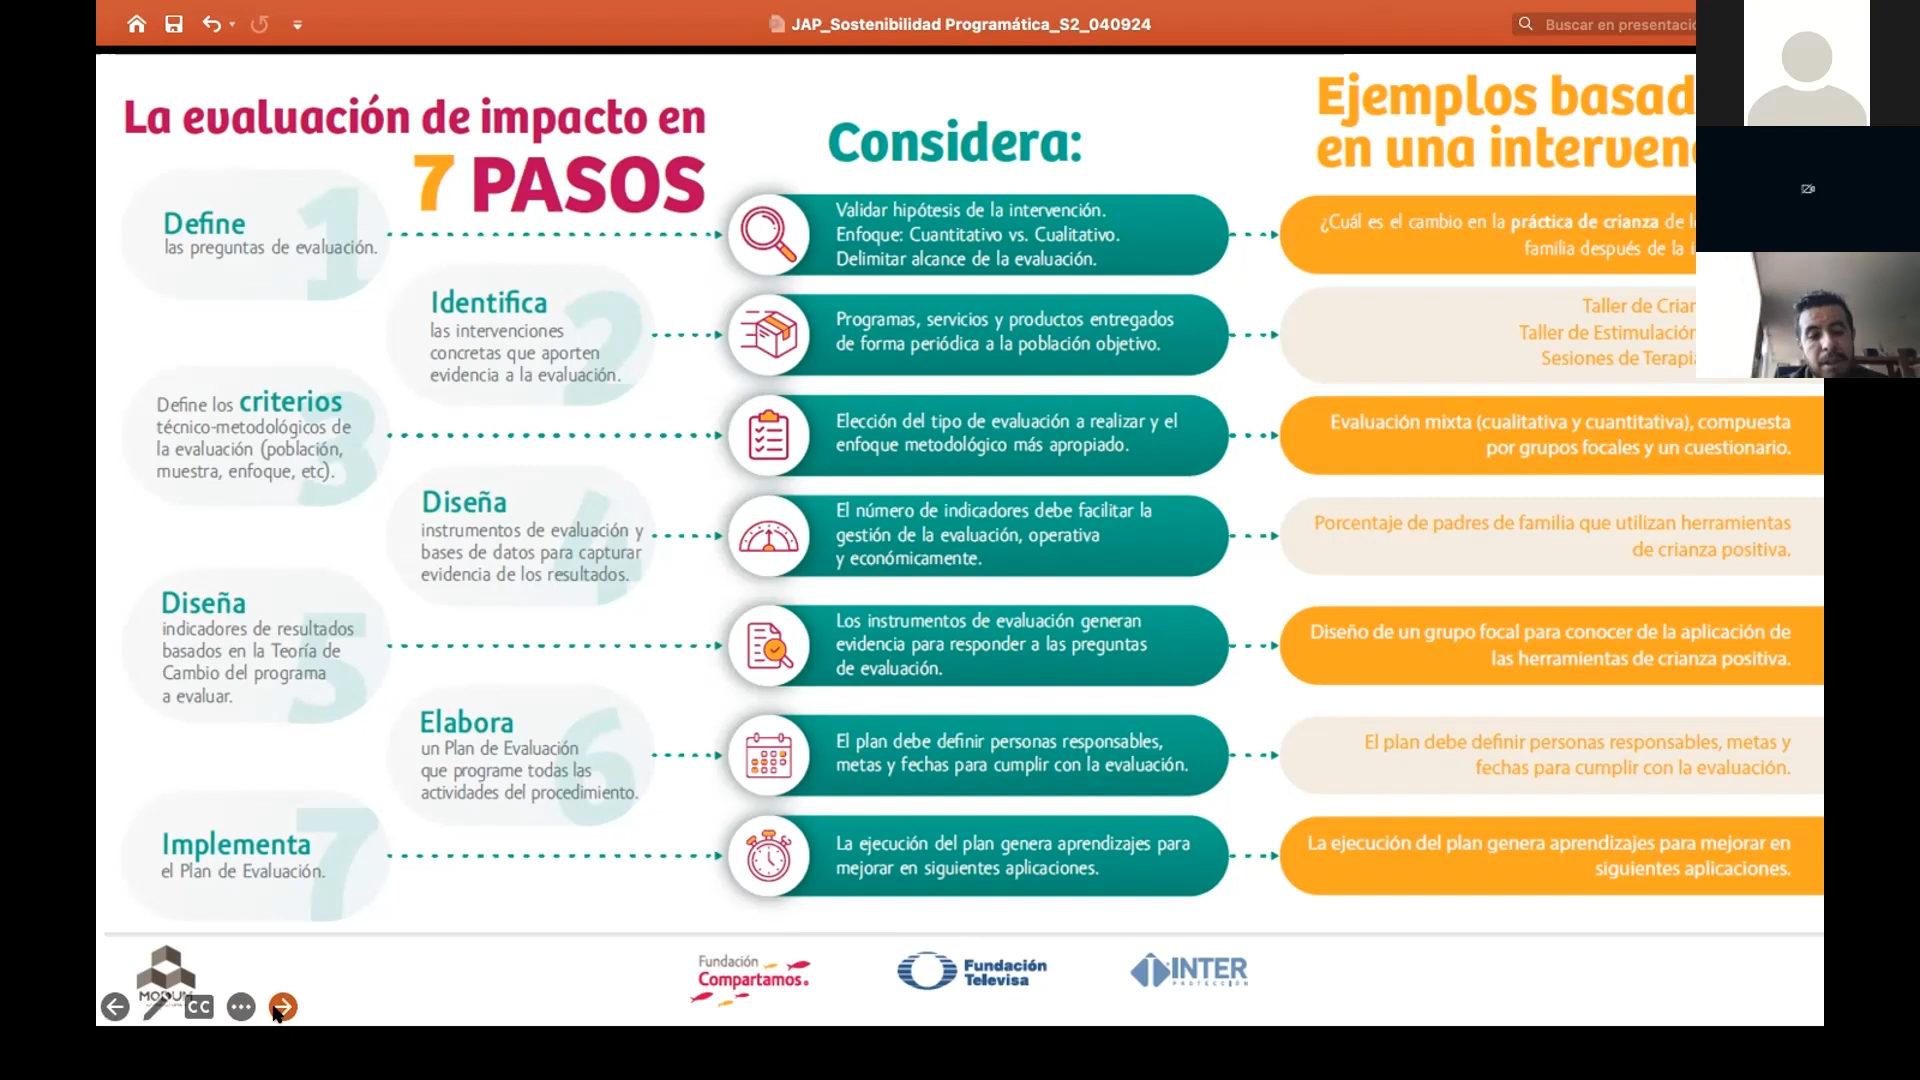 JAP_Sostenibilidad Programática_S2_040924
Buscar en
La evaluación de impacto en
7 PASOS
Considera:
Ejemplos
en una
1
Define
las preguntas de evaluación.
Validar hipótesis de la intervención.
Enfoque: Cuantitativo vs. Cualitativo.
Delimitar alcance de la evaluación.
¿Cuál es el cambio en la práctica de crianza de
familia después de la
2
Identifica
las intervenciones
concretas que aporten
evidencia a la evaluación.
Programas, servicios y productos entregados
de forma periódica a la población objetivo.
Taller de
Taller de Estimulación
Sesiones de
3
Define los criterios
técnico-metodológicos de
la evaluación (población,
muestra, enfoque, etc).
Elección del tipo de evaluación a realizar y el
enfoque metodológico más apropiado.
Evaluación mixta (cualitativa y cuantitativa), compuesta
por grupos focales y un cuestionario.
4
Diseña
instrumentos de evaluación y
bases de datos para capturar
evidencia de los resultados.
El número de indicadores debe facilitar la
gestión de la evaluación, operativa
y económicamente.
Porcentaje de padres de familia que utilizan herramientas
de crianza positiva.
5
Diseña
indicadores de resultados
basados en la Teoría de
Cambio del programa
a evaluar.
Los instrumentos de evaluación generan
evidencia para responder a las preguntas
de evaluación.
Diseño de un grupo focal para conocer de la aplicación de
las herramientas de crianza positiva.
6
Elabora
un Plan de Evaluación
que programe todas las
actividades del procedimiento.
El plan debe definir personas responsables,
metas y fechas para cumplir con la evaluación.
El plan debe definir personas responsables, metas y
fechas para cumplir con la evaluación.
7
Implementa
el Plan de Evaluación.
La ejecución del plan genera aprendizajes para
mejorar en siguientes aplicaciones.
La ejecución del plan genera aprendizajes para mejorar en
siguientes aplicaciones.
Fundación
Compartamos.
Fundación
Televisa
INTER
PROTECCIÓN
CC